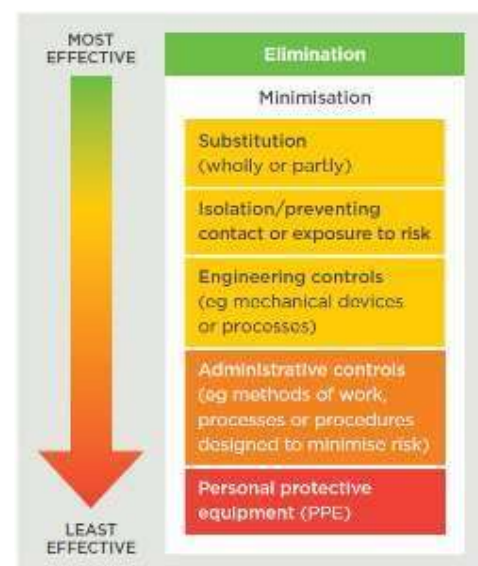 MOST
EFFECTIVE
Elimination
Minimisation
Substitution
(wholly or partly)
Isolation/preventing
contact or exposure to risk
Engineering controls
(eg mechanical devices
or processes)
Administrative controls
(eg methods of work,
processes or procedures
designed to minimise risk)
Personal protective
equipment (PPE)
LEAST
EFFECTIVE